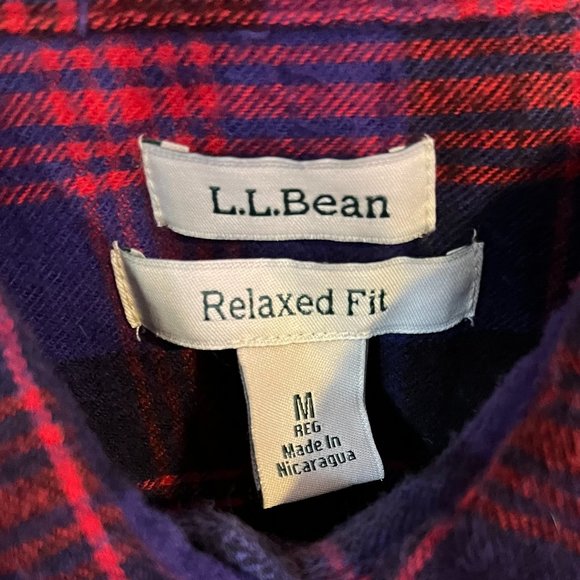 L.L.Bean
Relaxed Fit
M
REG
Made In
Nicaragua